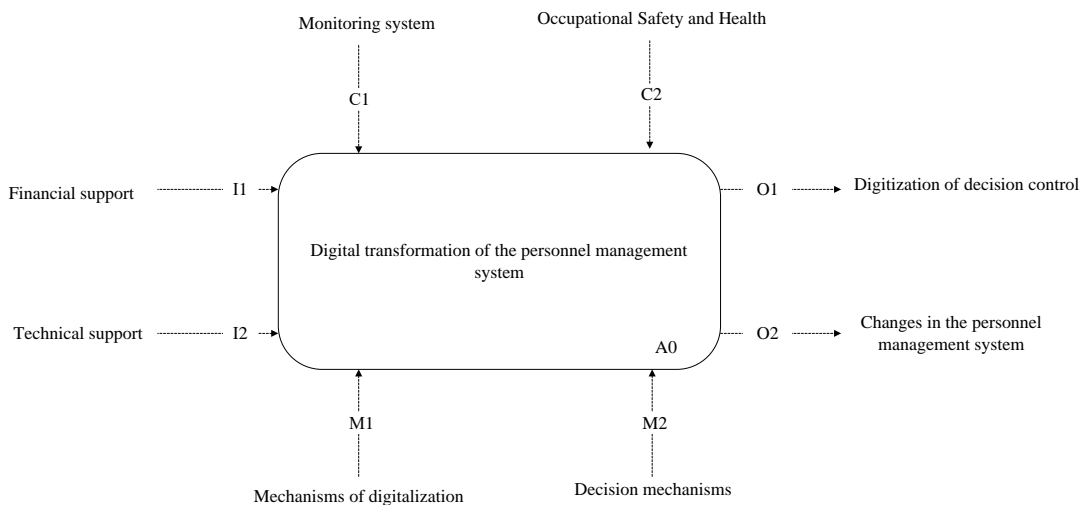 Monitoring system
Occupational Safety and Health
C1
C2
Financial support
I1
O1
Digitization of decision control
Digital transformation of the personnel management
system
Technical support
I2
O2
Changes in the personnel
management system
A0
M1
M2
Mechanisms of digitalization
Decision mechanisms